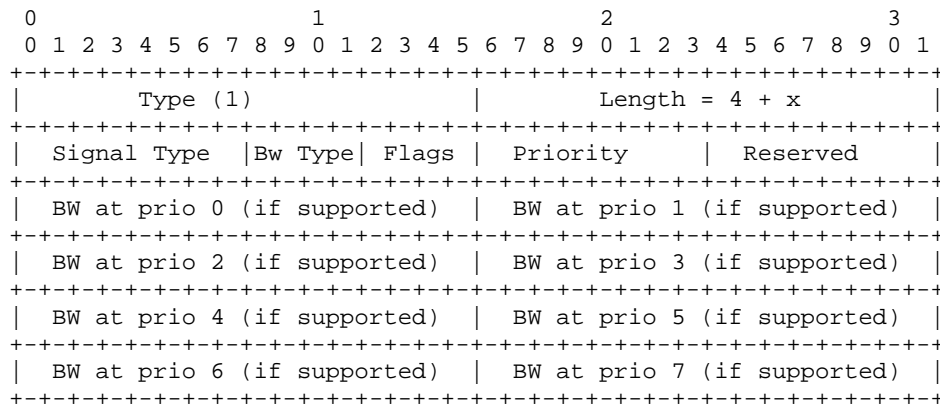 0                   1                   2                   3
 0 1 2 3 4 5 6 7 8 9 0 1 2 3 4 5 6 7 8 9 0 1 2 3 4 5 6 7 8 9 0 1
+-+-+-+-+-+-+-+-+-+-+-+-+-+-+-+-+-+-+-+-+-+-+-+-+-+-+-+-+-+-+-+-+
|        Type (1)               |        Length = 4 + x         |
+-+-+-+-+-+-+-+-+-+-+-+-+-+-+-+-+-+-+-+-+-+-+-+-+-+-+-+-+-+-+-+-+
|  Signal Type  |Bw Type| Flags |  Priority     |  Reserved     |
+-+-+-+-+-+-+-+-+-+-+-+-+-+-+-+-+-+-+-+-+-+-+-+-+-+-+-+-+-+-+-+-+
|  BW at prio 0 (if supported)  |  BW at prio 1 (if supported)  |
+-+-+-+-+-+-+-+-+-+-+-+-+-+-+-+-+-+-+-+-+-+-+-+-+-+-+-+-+-+-+-+-+
|  BW at prio 2 (if supported)  |  BW at prio 3 (if supported)  |
+-+-+-+-+-+-+-+-+-+-+-+-+-+-+-+-+-+-+-+-+-+-+-+-+-+-+-+-+-+-+-+-+
|  BW at prio 4 (if supported)  |  BW at prio 5 (if supported)  |
+-+-+-+-+-+-+-+-+-+-+-+-+-+-+-+-+-+-+-+-+-+-+-+-+-+-+-+-+-+-+-+-+
|  BW at prio 6 (if supported)  |  BW at prio 7 (if supported)  |
+-+-+-+-+-+-+-+-+-+-+-+-+-+-+-+-+-+-+-+-+-+-+-+-+-+-+-+-+-+-+-+-+